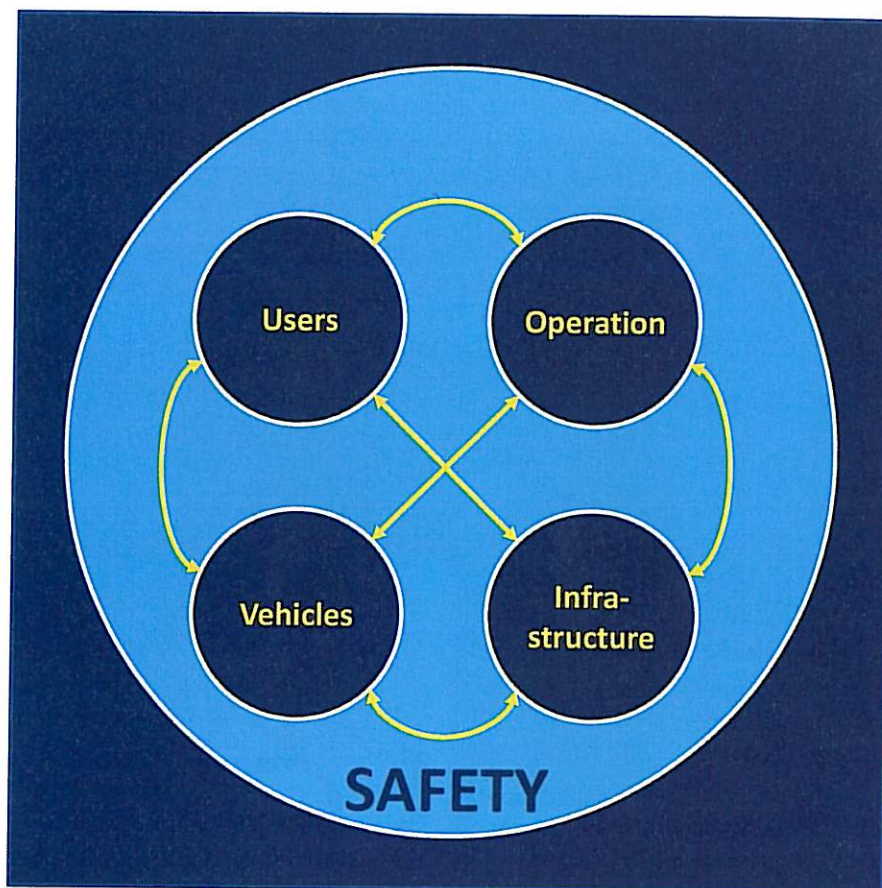 Users
Operation
Vehicles
Infra-
structure
SAFETY